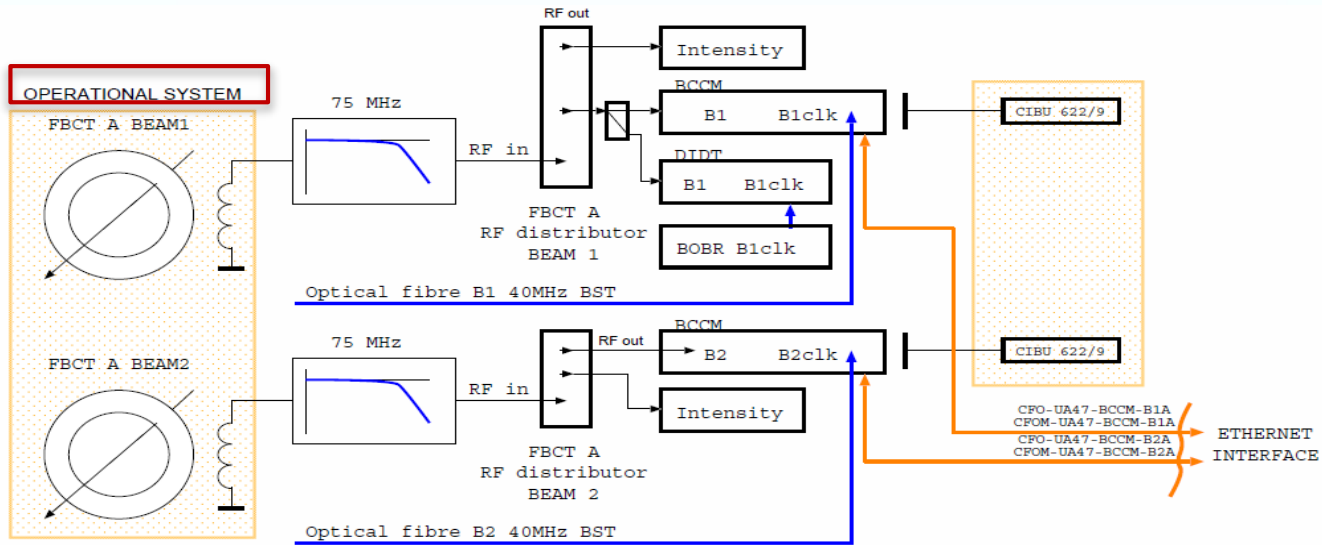 RF out
Intensity
OPERATIONAL SYSTEM
FBCT A BEAM1
75 MHz
BCCM
B1 B1clk
CIBU 622/9
RF in
DIDT
B1 B1clk
FBCT A
RF distributor
BEAM 1
BOBR B1clk
Optical fibre B1 40MHz BST
FBCT A BEAM2
75 MHz
RF out
BCCM
B2 B2clk
CIBU 622/9
RF in
Intensity
FBCT A
RF distributor
BEAM 2
CFO-UA47-BCCM-B1A
CFOM-UA47-BCCM-B1A
CFO-UA47-BCCM-B2A
CFOM-UA47-BCCM-B2A
ETHERNET
INTERFACE
Optical fibre B2 40MHz BST